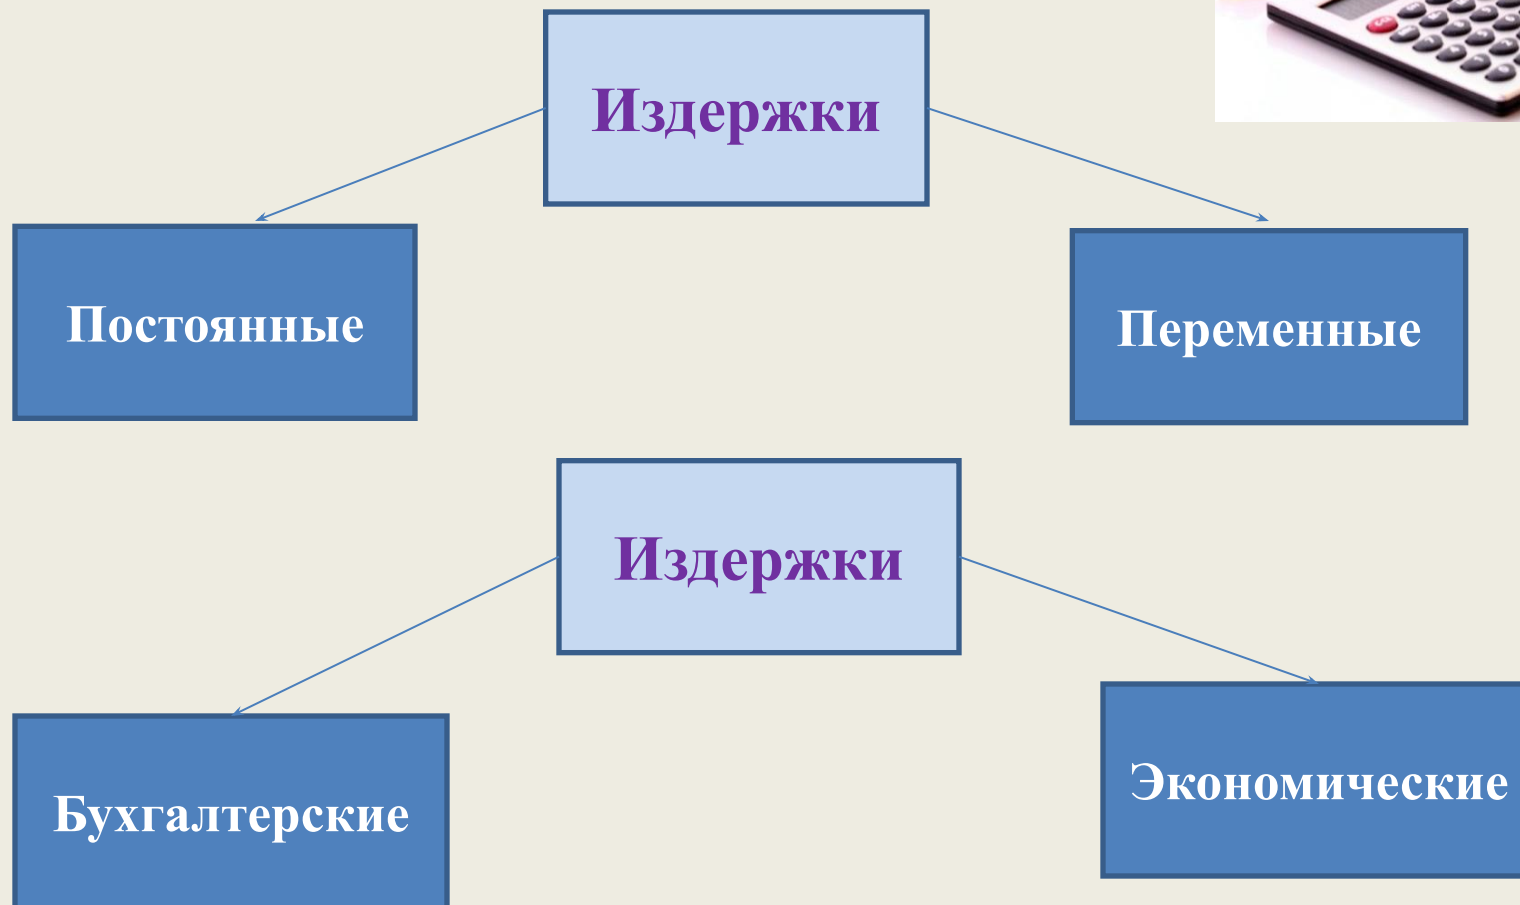 Издержки
Постоянные
Переменные
Издержки
Бухгалтерские
Экономические